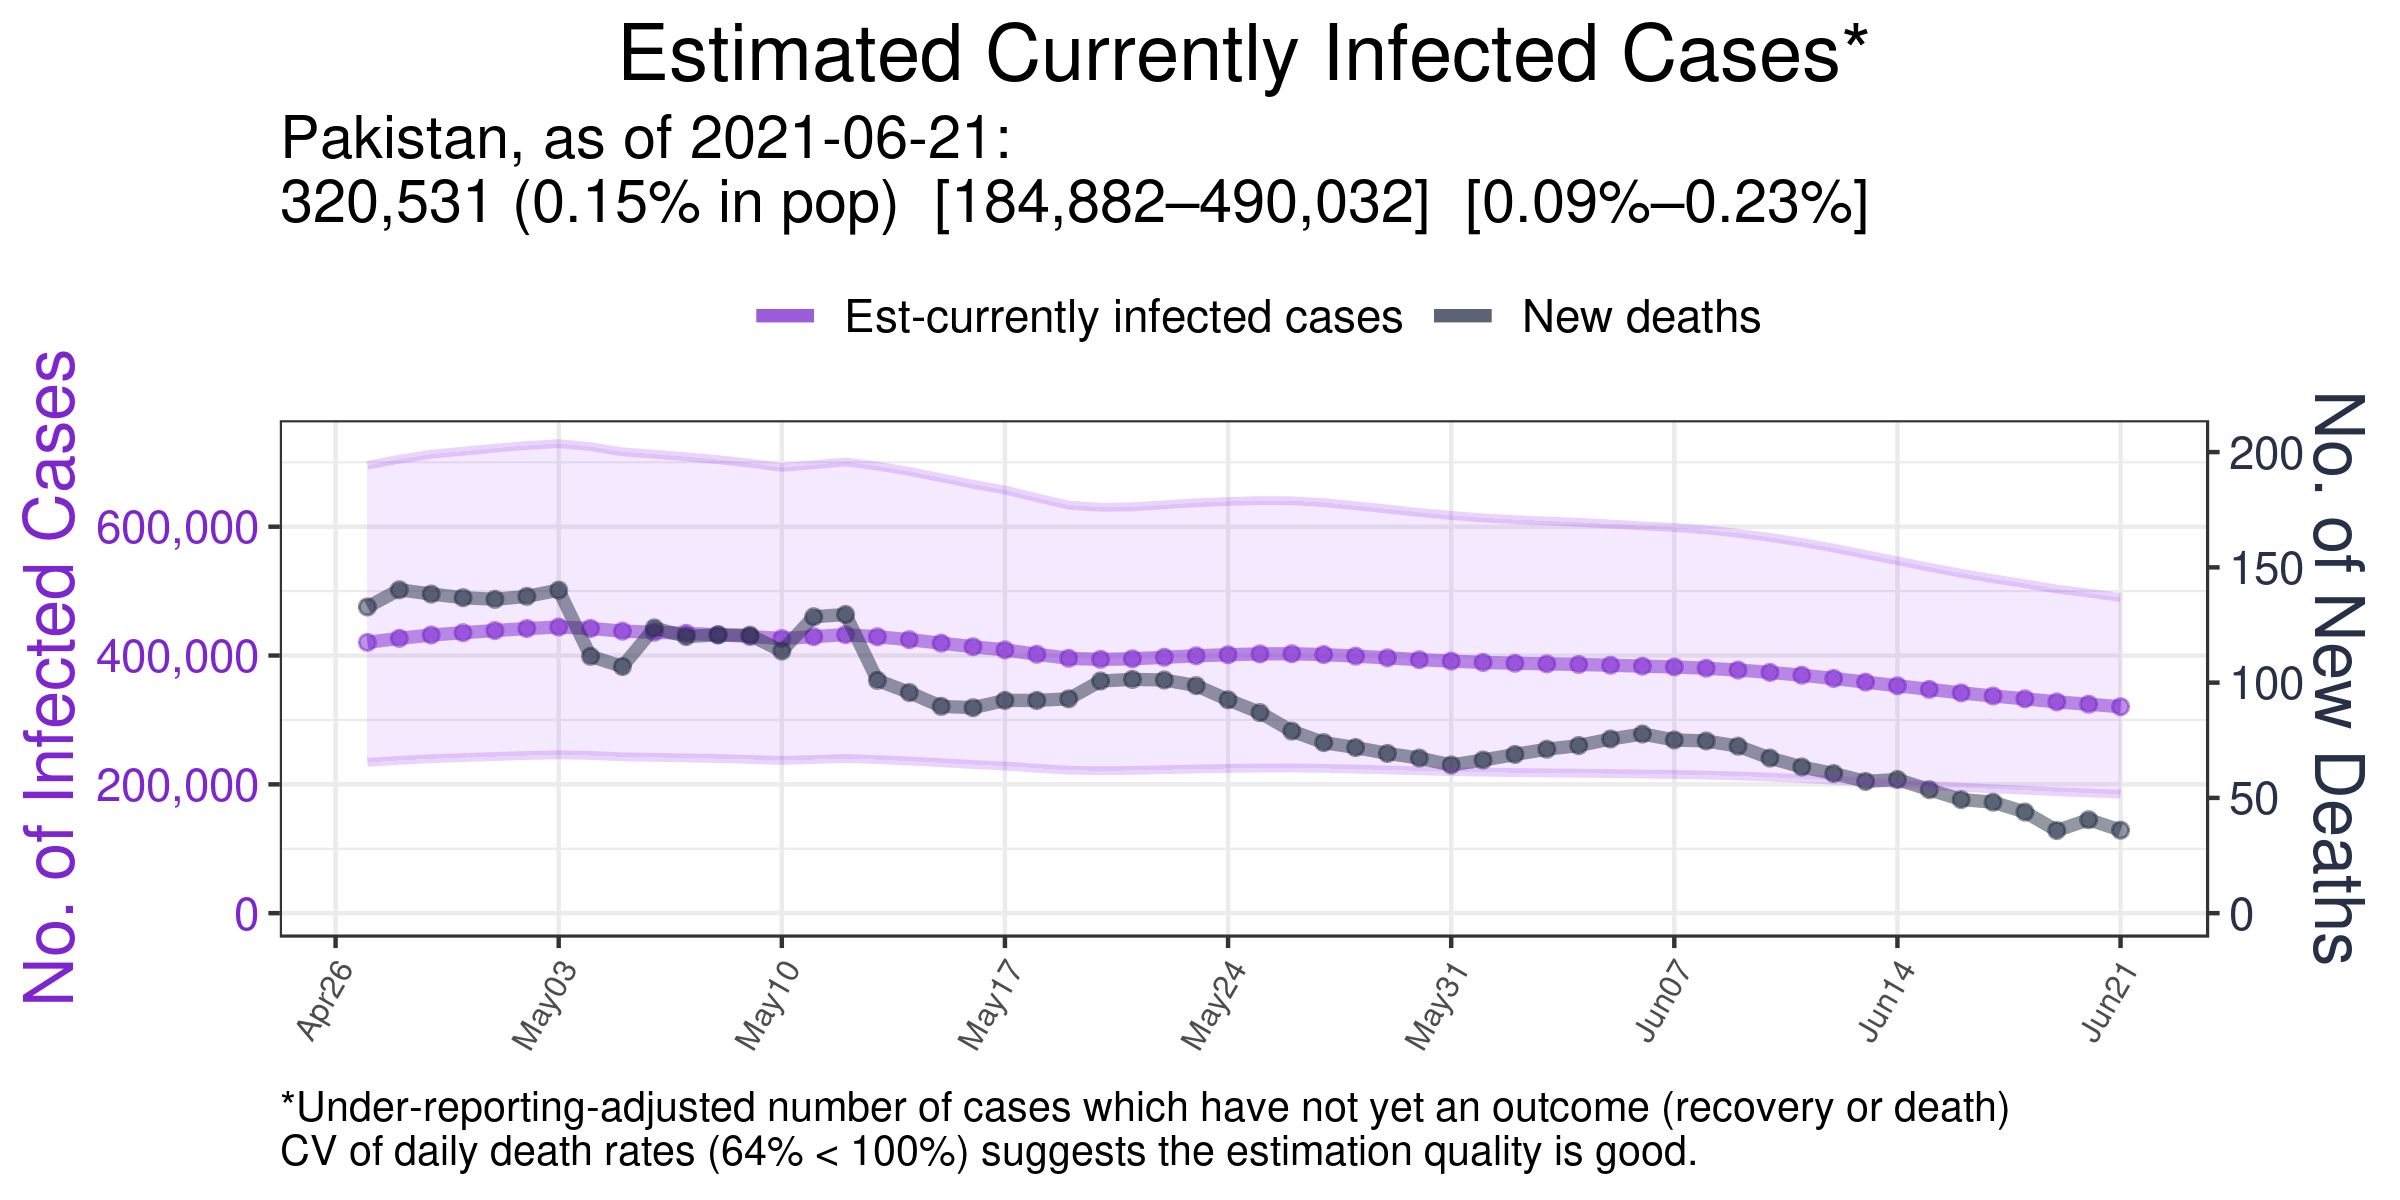 Estimated Currently Infected Cases*
Pakistan, as of 2021-06-21:
320,531 (0.15% in pop)  [184,882–490,032]  [0.09%–0.23%]
Est-currently infected cases
New deaths
No. of Infected Cases
600,000
400,000
200,000
0
200
150
100
50
0
No. of New Deaths
Apr26
May03
May10
May17
May24
May31
Jun07
Jun14
Jun21
*Under-reporting-adjusted number of cases which have not yet an outcome (recovery or death)
CV of daily death rates (64% < 100%) suggests the estimation quality is good.